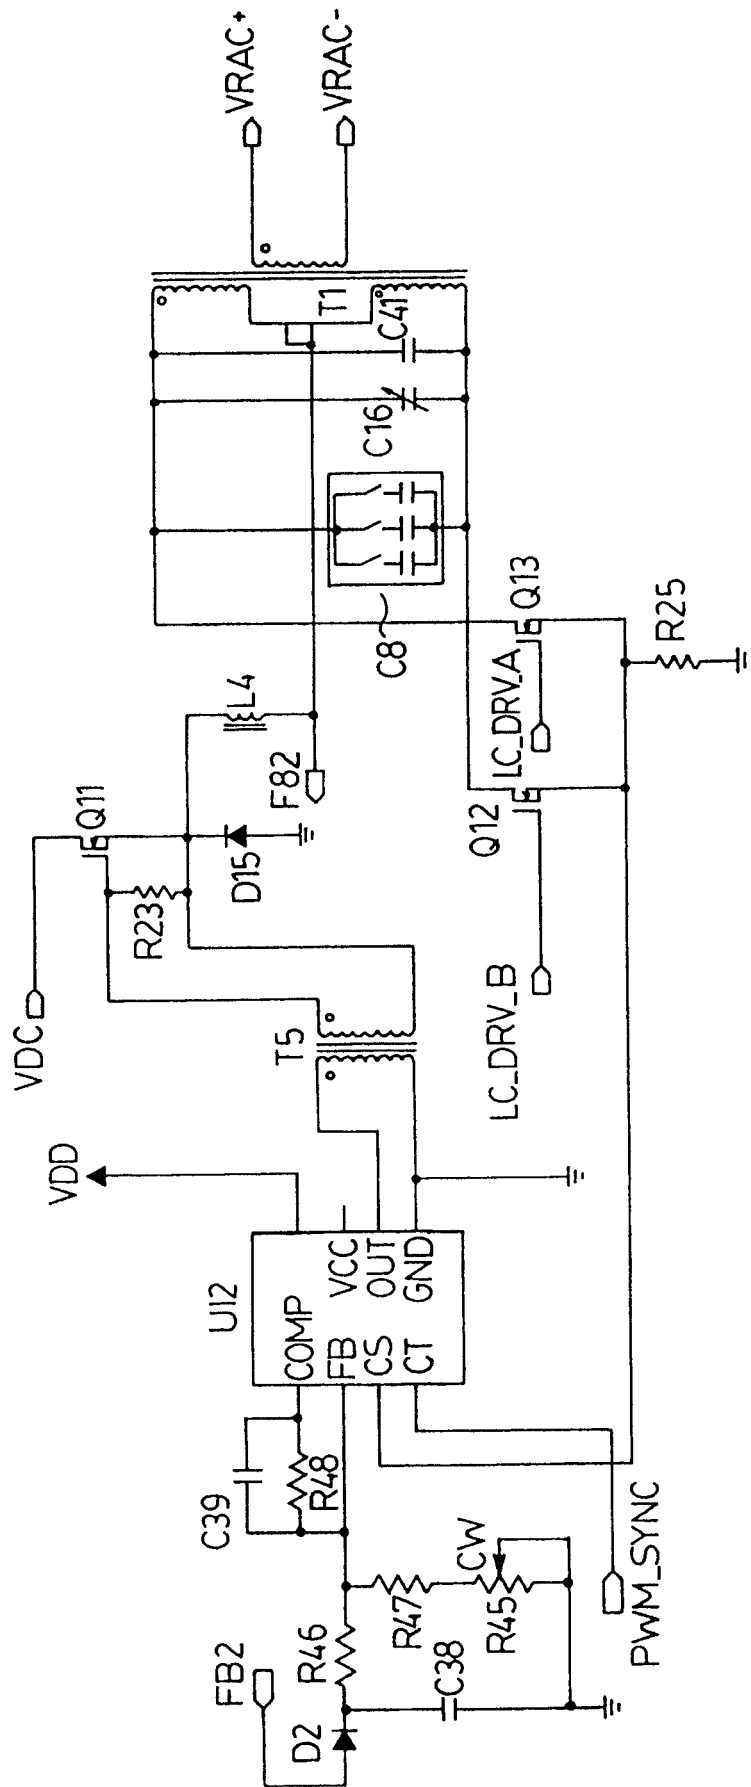 VRAC+
VRAC-
T1
C41
C16
C8
Q13
LC_DRV_A
R25
L4
F82
Q11
Q12
D15
R23
VDC
T5
LC_DRV_B
VDD
U12
COMP
FB
CS
CT
VCC
OUT
GND
C39
R48
CW
R47
R45
R46
FB2
D2
C38
PWM_SYNC